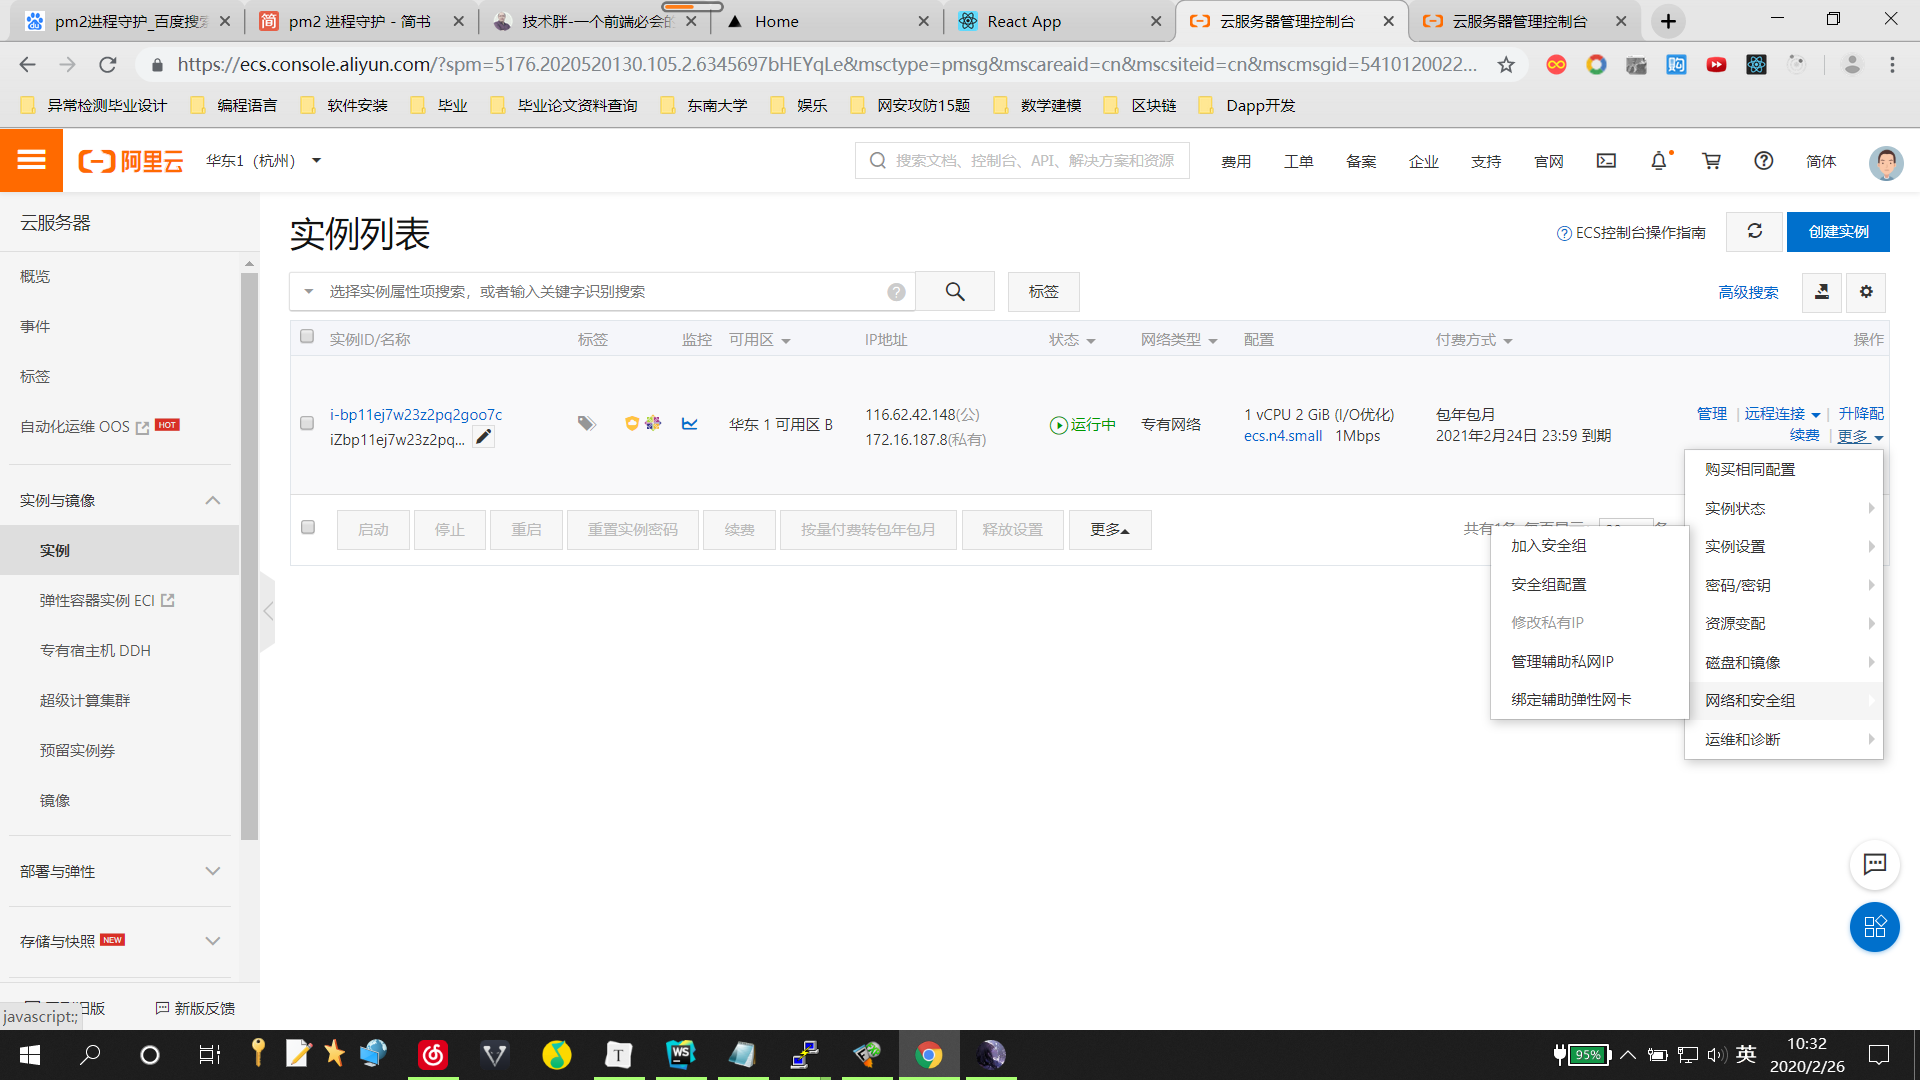 pm2进程守护_百度搜索
pm2 进程守护 - 简书
技术胖-一个前端必会的
Home
React App
云服务器管理控制台
云服务器管理控制台
https://ecs.console.aliyun.com/?spm=5176.2020520130.105.2.6345697bHEYqLe&msctype=pmsg&mscareaid=cn&mscsiteid=cn&mscmsgid=5410120022...
异常检测毕业设计
编程语言
软件安装
毕业
毕业论文资料查询
东南大学
娱乐
网安攻防15题
数学建模
区块链
Dapp开发
阿里云
华东1（杭州）
搜索文档、控制台、API、解决方案和资源
费用
工单
备案
企业
支持
官网
简体
云服务器
概览
事件
标签
自动化运维 OOS HOT
实例与镜像
实例
弹性容器实例 ECI
专有宿主机 DDH
超级计算集群
预留实例券
镜像
部署与弹性
存储与快照 NEW
旧版
新版反馈
javascript:;
实例列表
ECS控制台操作指南
创建实例
选择实例属性项搜索，或者输入关键字识别搜索
标签
高级搜索
实例ID/名称
标签
监控
可用区
IP地址
状态
网络类型
配置
付费方式
操作
i-bp11ej7w23z2pq2goo7c
iZbp11ej7w23z2pq...
华东 1 可用区 B
116.62.42.148(公)
172.16.187.8(私有)
运行中
专有网络
1 vCPU 2 GiB (I/O优化)
ecs.n4.small 1Mbps
包年包月
2021年2月24日 23:59 到期
管理 | 远程连接 | 升降配
续费 | 更多
启动
停止
重启
重置实例密码
续费
按量付费转包年包月
释放设置
更多
购买相同配置
实例状态
实例设置
密码/密钥
资源变配
磁盘和镜像
网络和安全组
运维和诊断
加入安全组
安全组配置
修改私有IP
管理辅助私网IP
绑定辅助弹性网卡
95%
英
10:32
2020/2/26